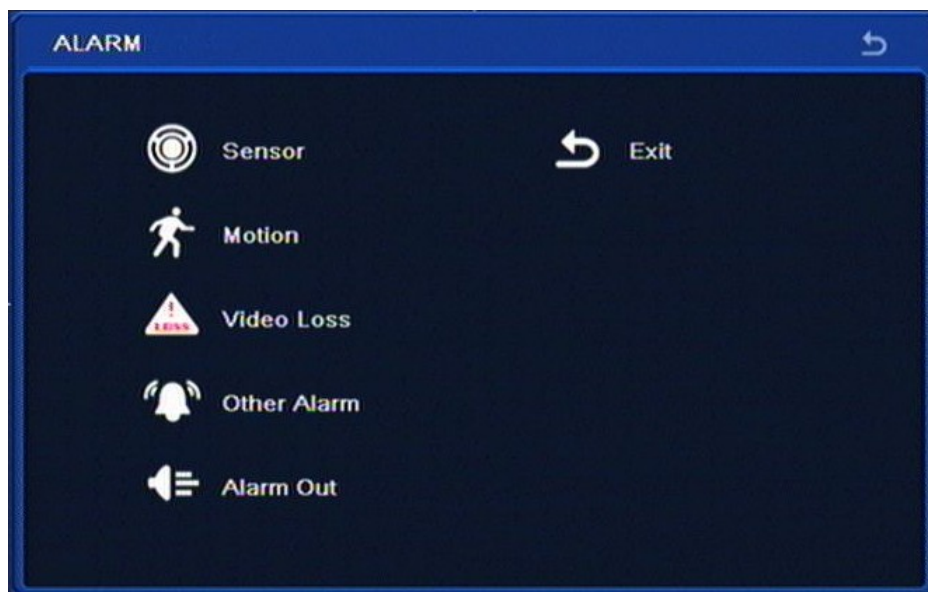 ALARM
Sensor
Exit
Motion
LOSS
Video Loss
Other Alarm
Alarm Out